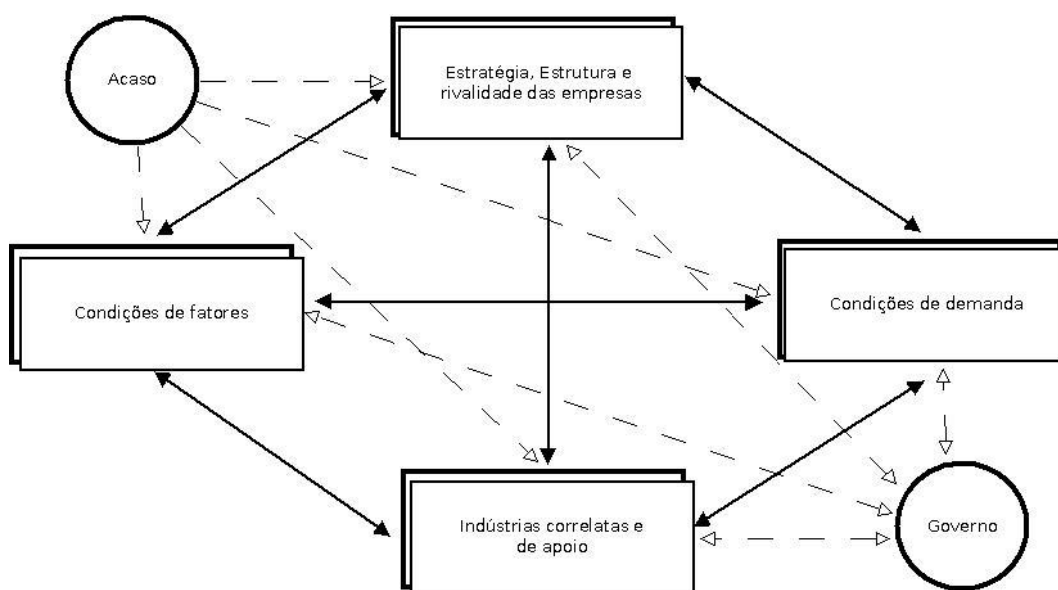 Acaso
Estratégia, Estrutura e
rivalidade das empresas
Condições de fatores
Condições de demanda
Indústrias correlatas e
de apoio
Governo